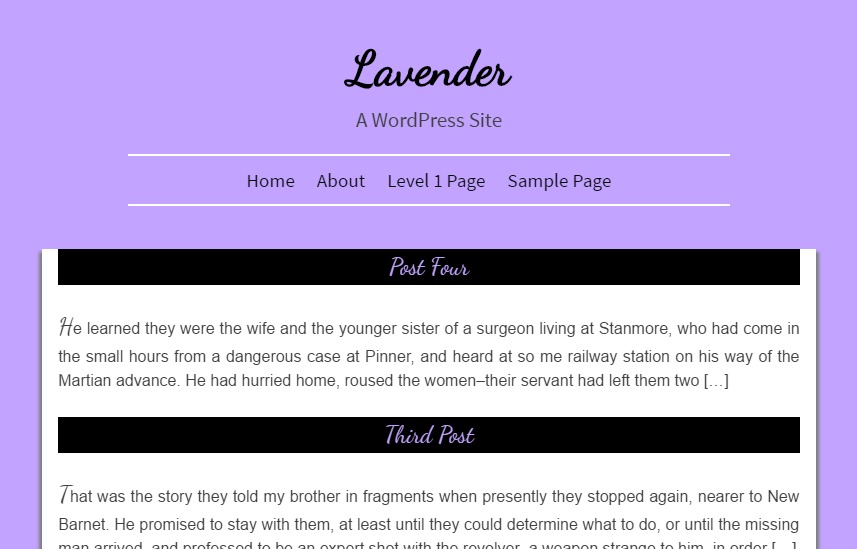 Lavender
A WordPress Site
Home About Level 1 Page Sample Page
Post Four
He learned they were the wife and the younger sister of a surgeon living at Stanmore, who had come in
the small hours from a dangerous case at Pinner, and heard at so me railway station on his way of the
Martian advance. He had hurried home, roused the women–their servant had left them two […]
Third Post
That was the story they told my brother in fragments when presently they stopped again, nearer to New
Barnet. He promised to stay with them, at least until they could determine what to do, or until the missing
man arrived, and professed to be an expert shot with the revolver–a weapon strange to him–in order […]